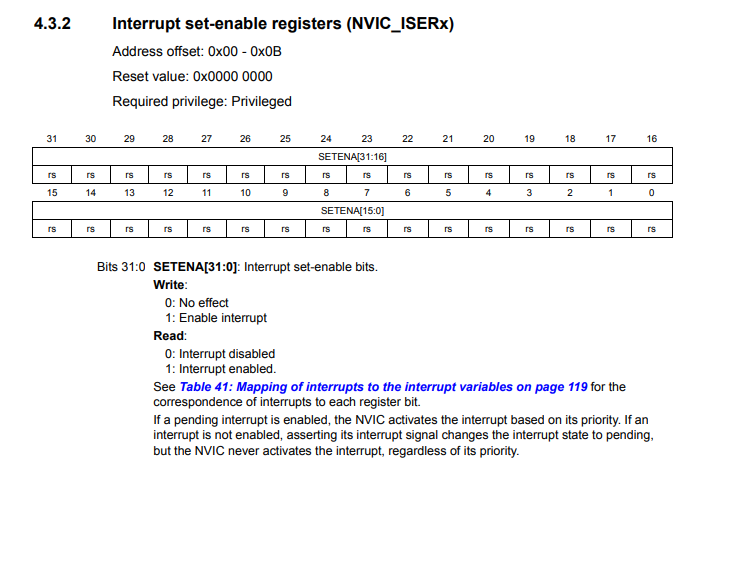 4.3.2 Interrupt set-enable registers (NVIC_ISERx)
Address offset: 0x00 - 0x0B
Reset value: 0x0000 0000
Required privilege: Privileged
31 30 29 28 27 26 25 24 23 22 21 20 19 18 17 16
SETENA[31:16]
rs rs rs rs rs rs rs rs rs rs rs rs rs rs rs rs
15 14 13 12 11 10 9 8 7 6 5 4 3 2 1 0
SETENA[15:0]
rs rs rs rs rs rs rs rs rs rs rs rs rs rs rs rs
Bits 31:0 SETENA[31:0]: Interrupt set-enable bits.
Write:
0: No effect
1: Enable interrupt
Read:
0: Interrupt disabled
1: Interrupt enabled.
See Table 41: Mapping of interrupts to the interrupt variables on page 119 for the
correspondence of interrupts to each register bit.
If a pending interrupt is enabled, the NVIC activates the interrupt based on its priority. If an
interrupt is not enabled, asserting its interrupt signal changes the interrupt state to pending,
but the NVIC never activates the interrupt, regardless of its priority.